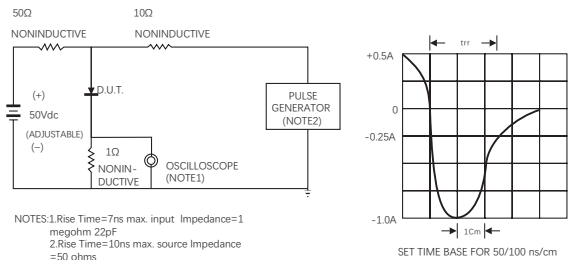 50Ω
NONINDUCTIVE
10Ω
NONINDUCTIVE
(+)
50Vdc
(ADJUSTABLE)
(−)
D.U.T.
1Ω
NONIN-
DUCTIVE
OSCILLOSCOPE
(NOTE1)
PULSE
GENERATOR
(NOTE2)
NOTES:1.Rise Time=7ns max. input Impedance=1
megohm 22pF
2.Rise Time=10ns max. source Impedance
=50 ohms
trr
+0.5A
0
-0.25A
-1.0A
1Cm
SET TIME BASE FOR 50/100 ns/cm